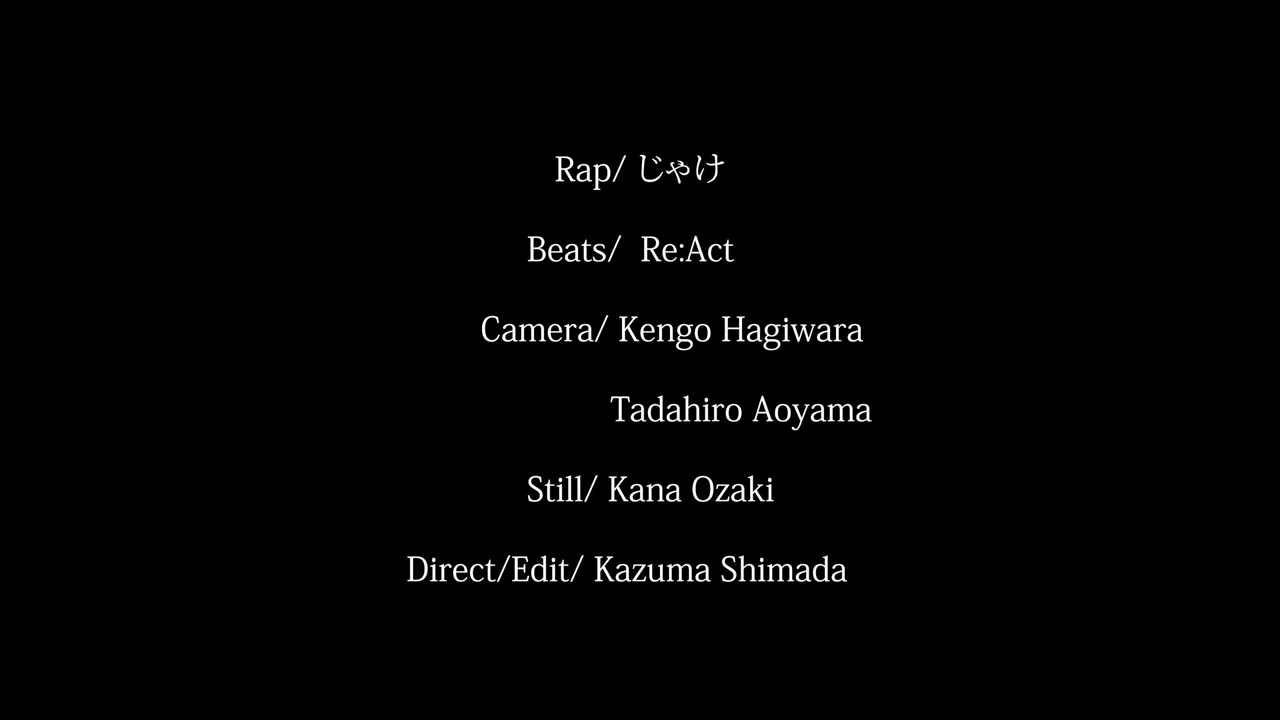 Rap/ じゃけ
Beats/  Re:Act
Camera/ Kengo Hagiwara
Tadahiro Aoyama
Still/ Kana Ozaki
Direct/Edit/ Kazuma Shimada